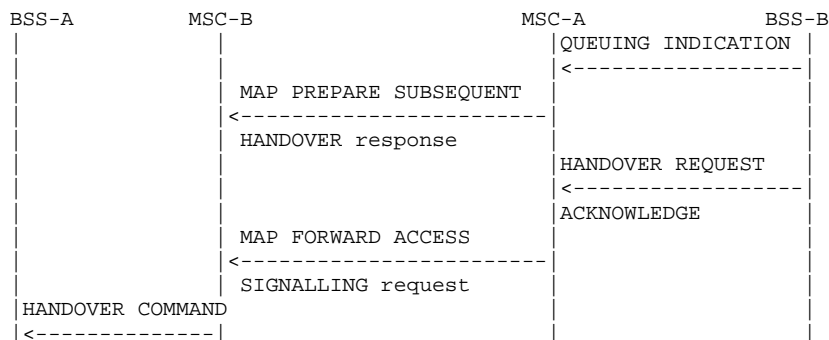 BSS-A MSC-B MSC-A BSS-B
QUEUING INDICATION
MAP PREPARE SUBSEQUENT
HANDOVER response
HANDOVER REQUEST
ACKNOWLEDGE
MAP FORWARD ACCESS
SIGNALLING request
HANDOVER COMMAND